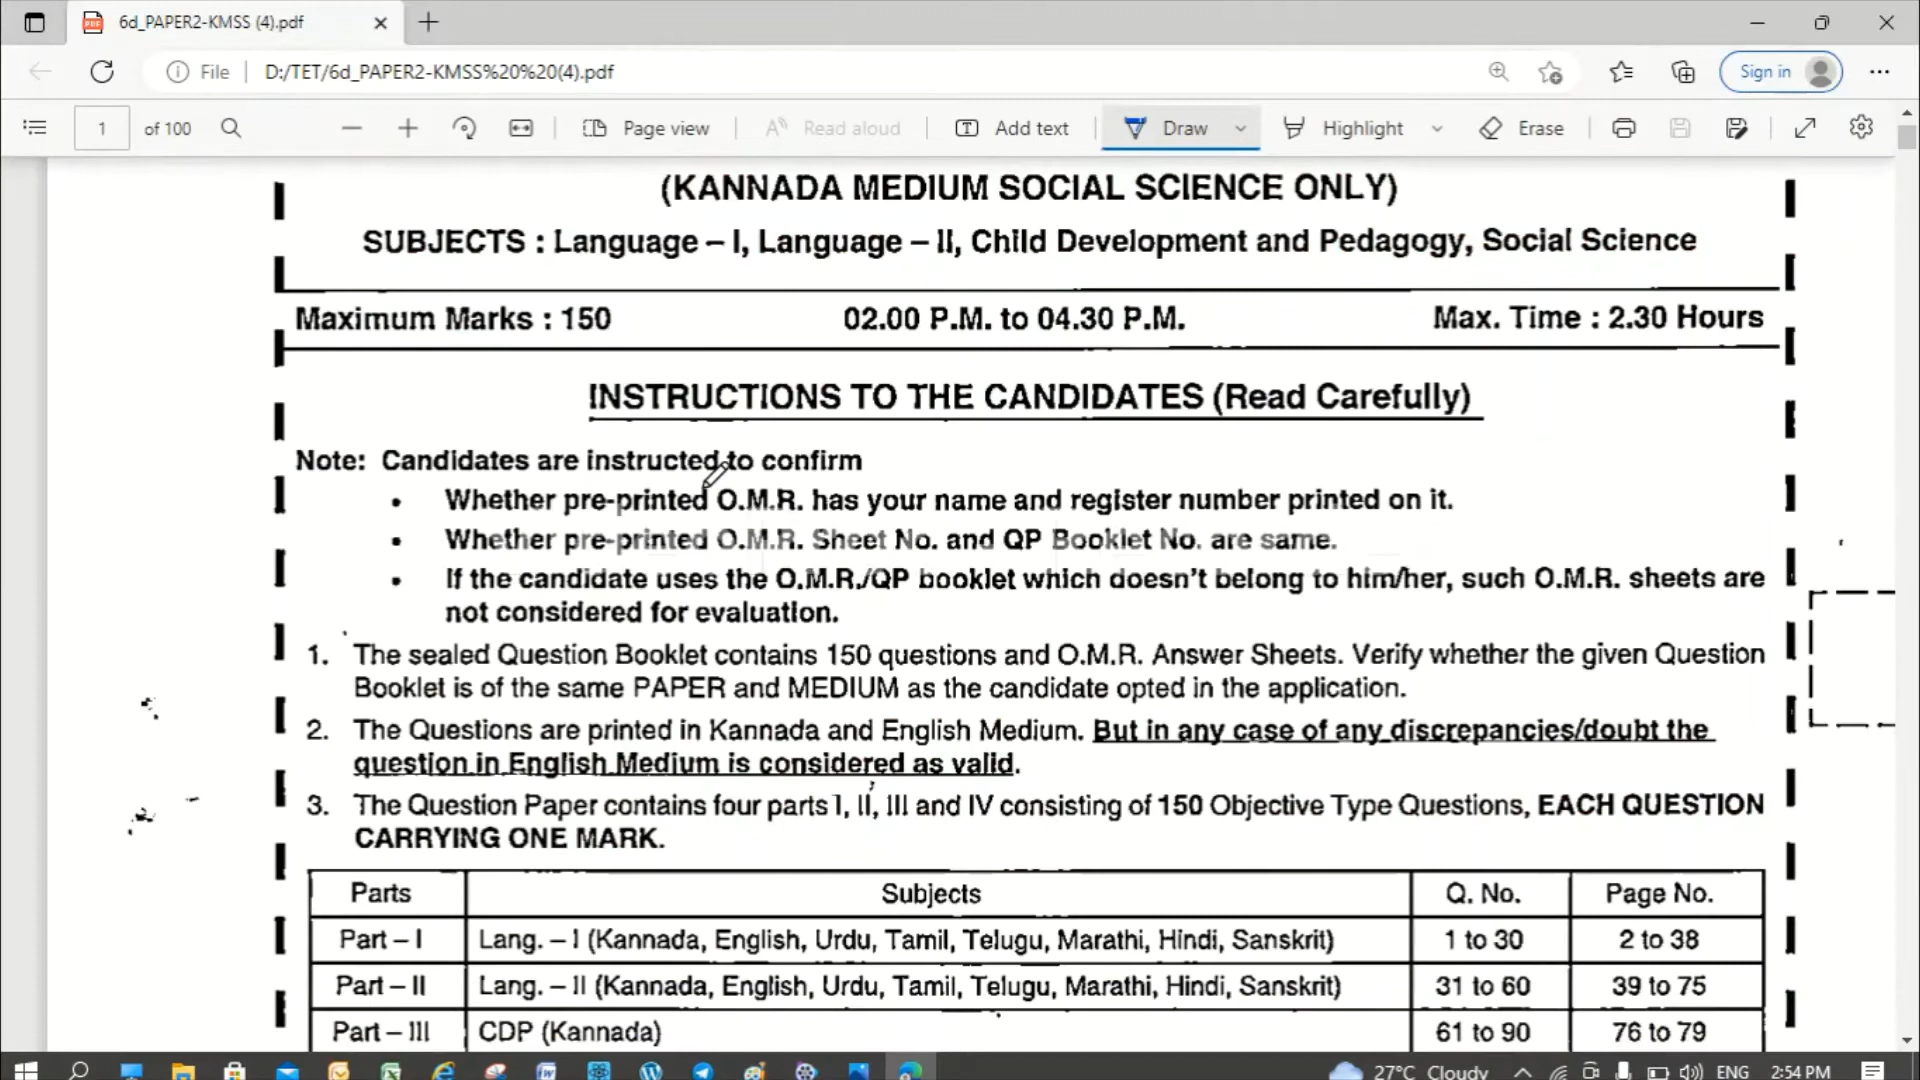 6d_PAPER2-KMSS (4).pdf
File
D:/TET/6d_PAPER2-KMSS%20%20(4).pdf
Sign in
1 of 100
Page view
Read aloud
Add text
Draw
Highlight
Erase
(KANNADA MEDIUM SOCIAL SCIENCE ONLY)
SUBJECTS : Language – I, Language – II, Child Development and Pedagogy, Social Science
Maximum Marks : 150 02.00 P.M. to 04.30 P.M. Max. Time : 2.30 Hours
INSTRUCTIONS TO THE CANDIDATES (Read Carefully)
Note: Candidates are instructed to confirm
• Whether pre-printed O.M.R. has your name and register number printed on it.
• Whether pre-printed O.M.R. Sheet No. and QP Booklet No. are same.
• If the candidate uses the O.M.R./QP booklet which doesn't belong to him/her, such O.M.R. sheets are
not considered for evaluation.
1. The sealed Question Booklet contains 150 questions and O.M.R. Answer Sheets. Verify whether the given Question
Booklet is of the same PAPER and MEDIUM as the candidate opted in the application.
2. The Questions are printed in Kannada and English Medium. But in any case of any discrepancies/doubt the
question in English Medium is considered as valid.
3. The Question Paper contains four parts I, II, III and IV consisting of 150 Objective Type Questions, EACH QUESTION
CARRYING ONE MARK.
Parts Subjects Q. No. Page No.
Part – I Lang. – I (Kannada, English, Urdu, Tamil, Telugu, Marathi, Hindi, Sanskrit) 1 to 30 2 to 38
Part – II Lang. – II (Kannada, English, Urdu, Tamil, Telugu, Marathi, Hindi, Sanskrit) 31 to 60 39 to 75
Part – III CDP (Kannada) 61 to 90 76 to 79
27°C Cloudy ENG 2:54 PM